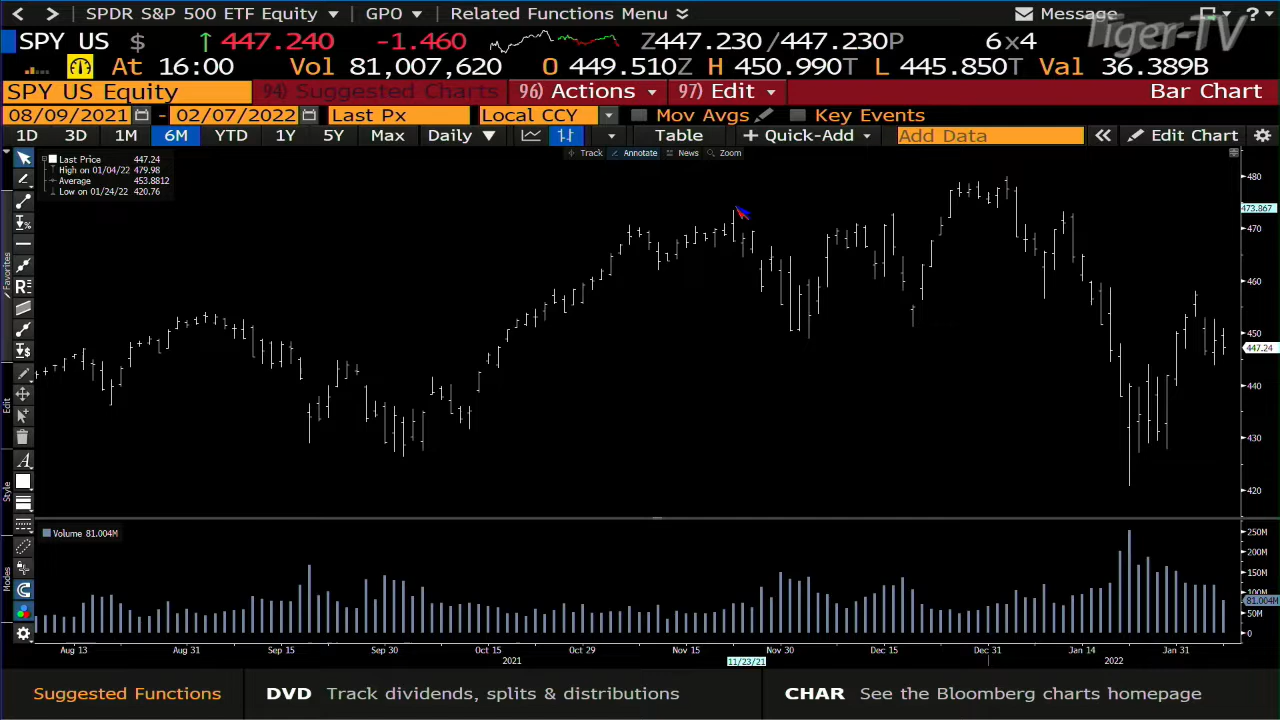 SPDR S&P 500 ETF Equity GPO Related Functions Menu Message ?
Tiger-TV
SPY US $ 447.240 -1.460 Z447.230 /447.230P 6x4
At 16:00 Vol 81,007,620 O 449.510Z H 450.990T L 445.850T Val 36.389B
SPY US Equity 94) Suggested Charts 96) Actions 97) Edit Bar Chart
08/09/2021 - 02/07/2022 Last Px Local CCY Mov Avgs Key Events
1D 3D 1M 6M YTD 1Y 5Y Max Daily Table + Quick-Add Add Data Edit Chart
Track Annotate News Zoom
Last Price 447.24
High on 01/04/22 479.98
Average 453.8812
Low on 01/24/22 420.76
480
473.867
470
460
450
447.24
440
430
420
Favorites
Edit
Style
Modes
Volume 81.004M
250M
200M
150M
100M
81.004M
50M
0
Aug 13 Aug 31 Sep 15 Sep 30 Oct 15 Oct 29 Nov 15 Nov 30 Dec 15 Dec 31 Jan 14 Jan 31
2021 11/23/21 2022
Suggested Functions DVD Track dividends, splits & distributions CHAR See the Bloomberg charts homepage